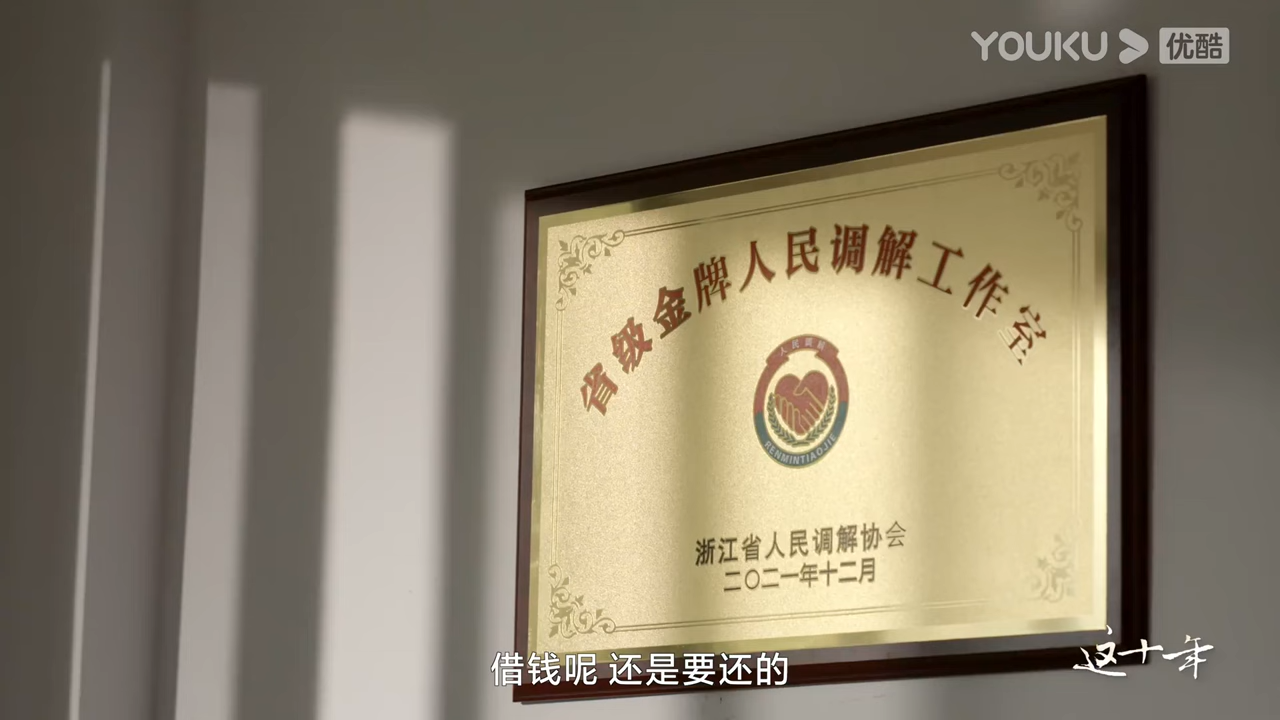 YOUKU 优酷
省级金牌人民调解工作室
人民调解
RENMINTIAOJIE
浙江省人民调解协会
二〇二一年十二月
借钱呢 还是要还的
这十年